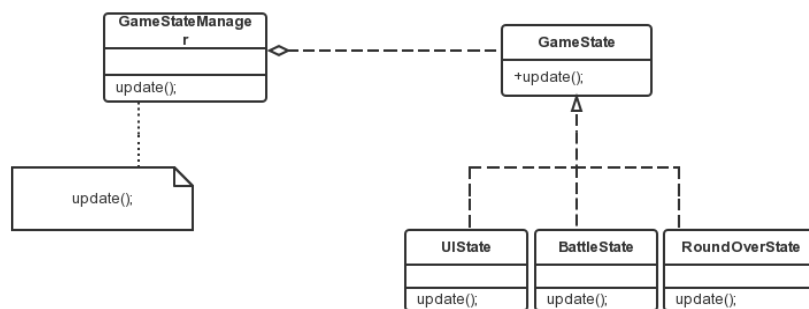 GameStateManage
r
update();
GameState
+update();
update();
UIState
update();
BattleState
update();
RoundOverState
update();